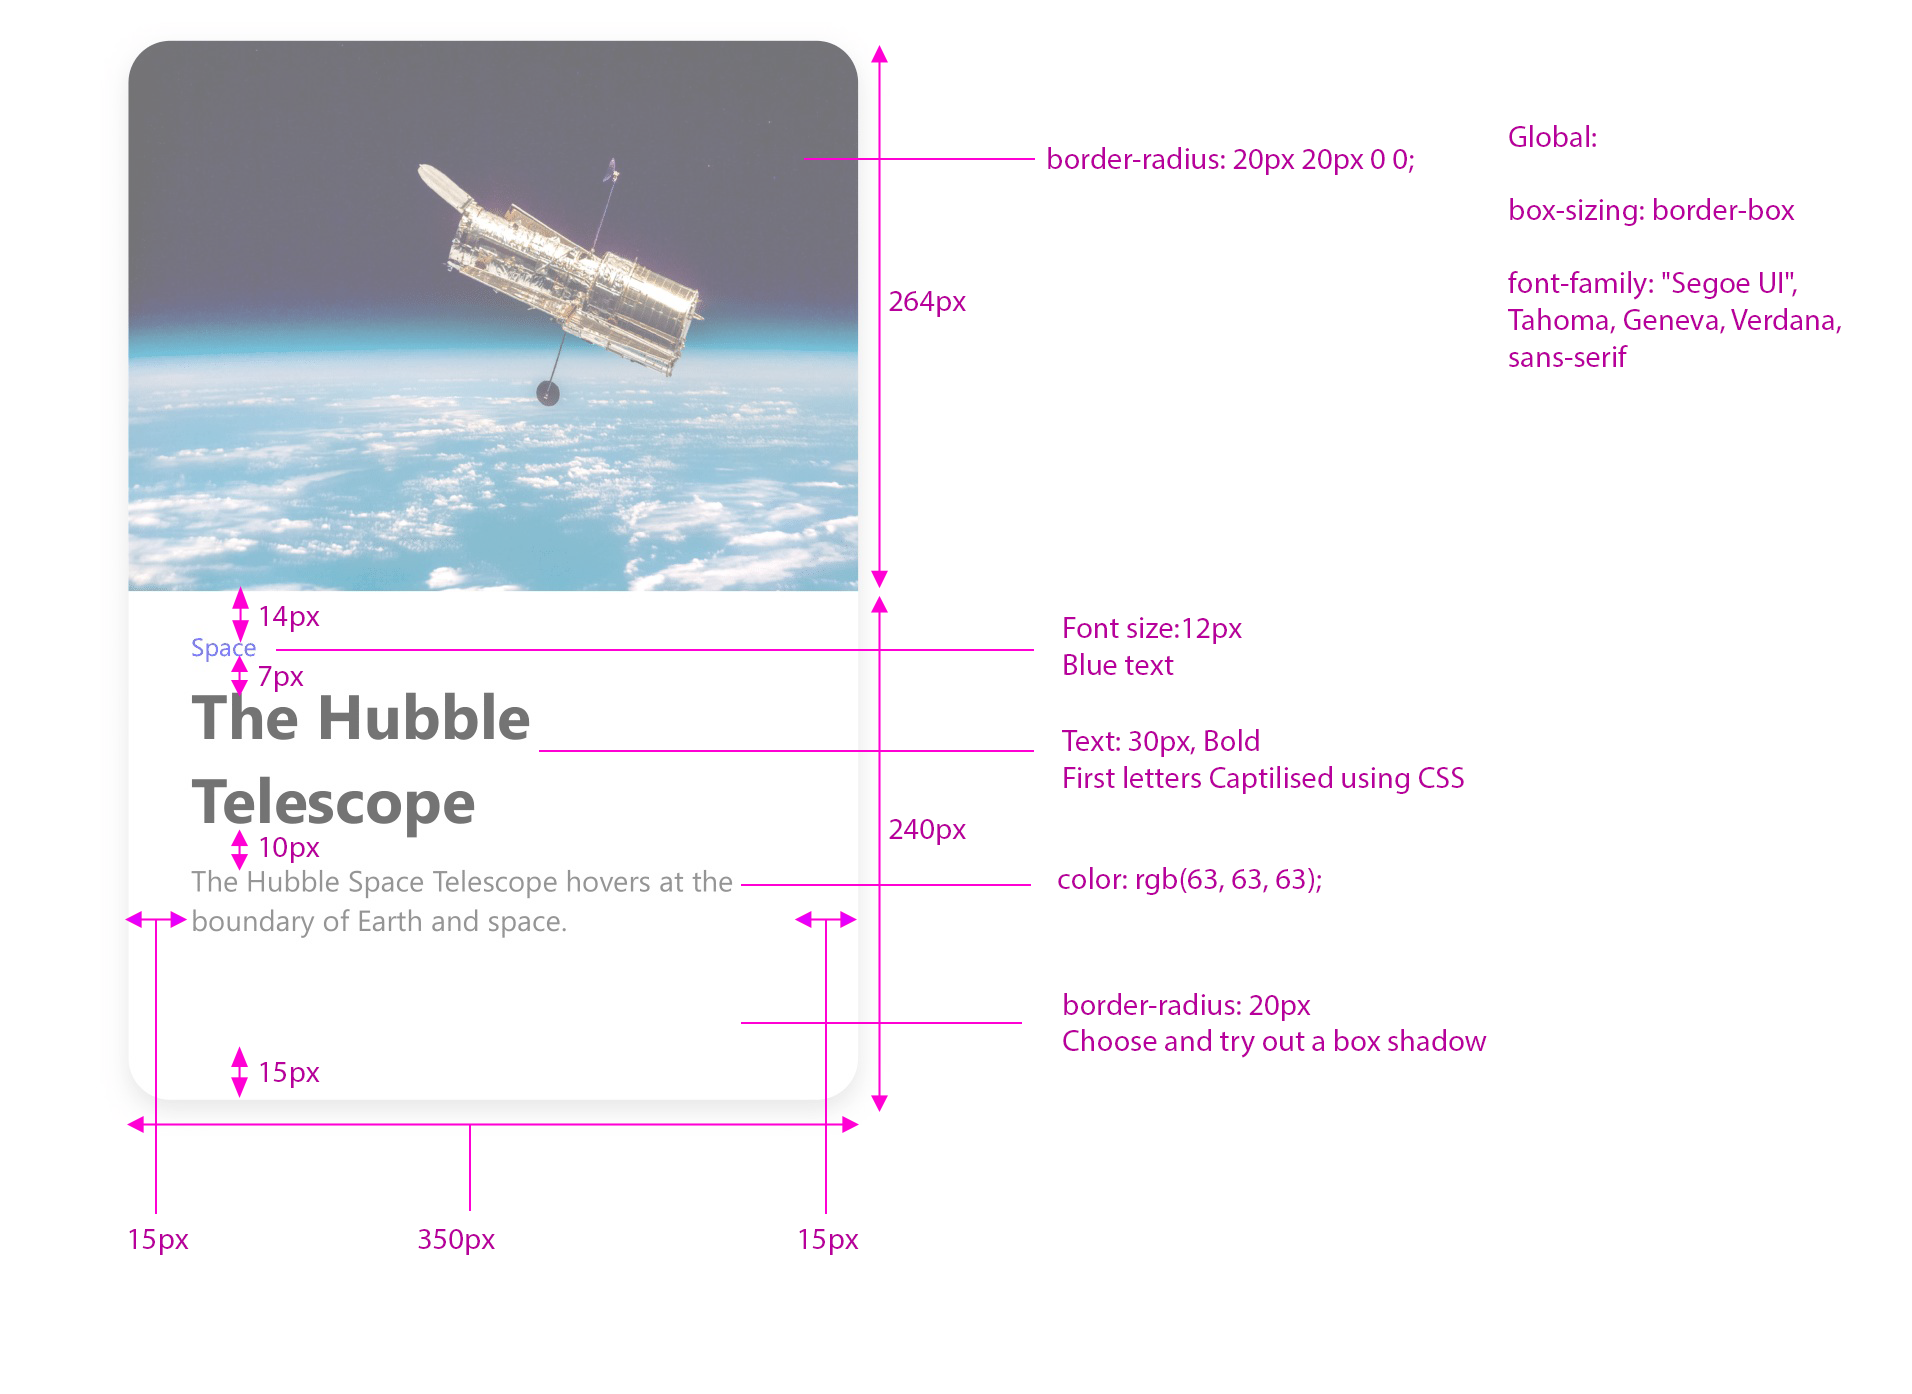 border-radius: 20px 20px 0 0;
Global:
box-sizing: border-box
font-family: "Segoe UI",
Tahoma, Geneva, Verdana,
sans-serif
264px
14px
Space
7px
Font size:12px
Blue text
The Hubble
Telescope
Text: 30px, Bold
First letters Captilised using CSS
240px
10px
The Hubble Space Telescope hovers at the
boundary of Earth and space.
color: rgb(63, 63, 63);
border-radius: 20px
Choose and try out a box shadow
15px
15px
350px
15px